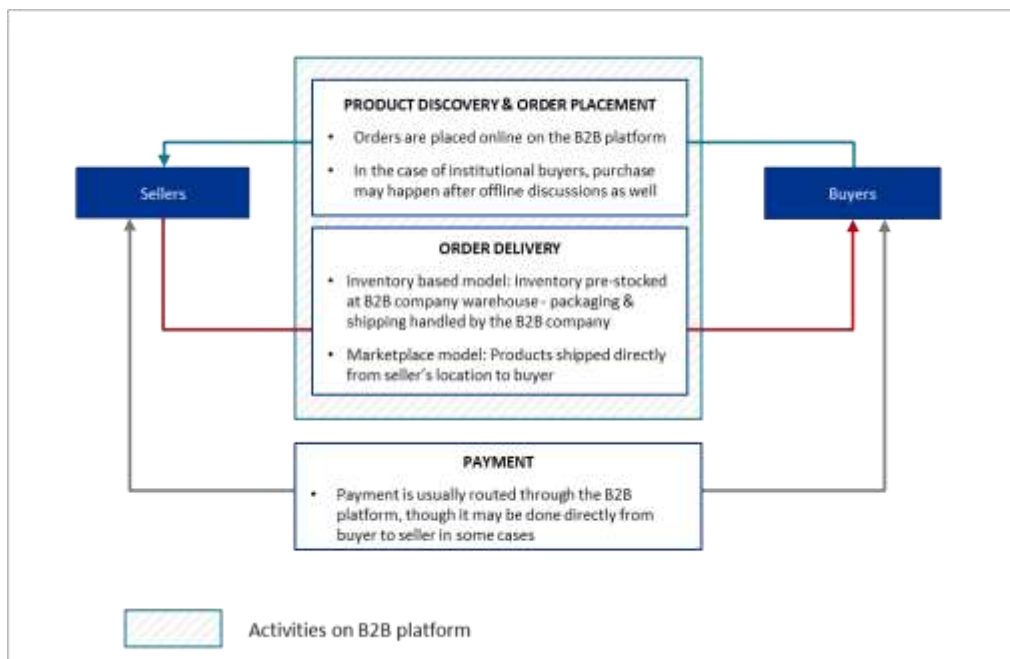 PRODUCT DISCOVERY & ORDER PLACEMENT
• Orders are placed online on the B2B platform
• In the case of institutional buyers, purchase
may happen after offline discussions as well
Sellers
Buyers
ORDER DELIVERY
• Inventory based model: Inventory pre-stocked
at B2B company warehouse - packaging &
shipping handled by the B2B company
• Marketplace model: Products shipped directly
from seller's location to buyer
PAYMENT
• Payment is usually routed through the B2B
platform, though it may be done directly from
buyer to seller in some cases
Activities on B2B platform